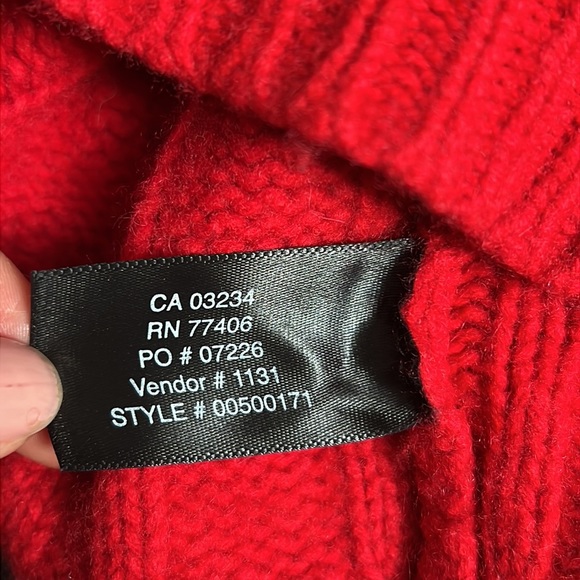 CA 03234
RN 77406
PO # 07226
Vendor # 1131
STYLE # 00500171